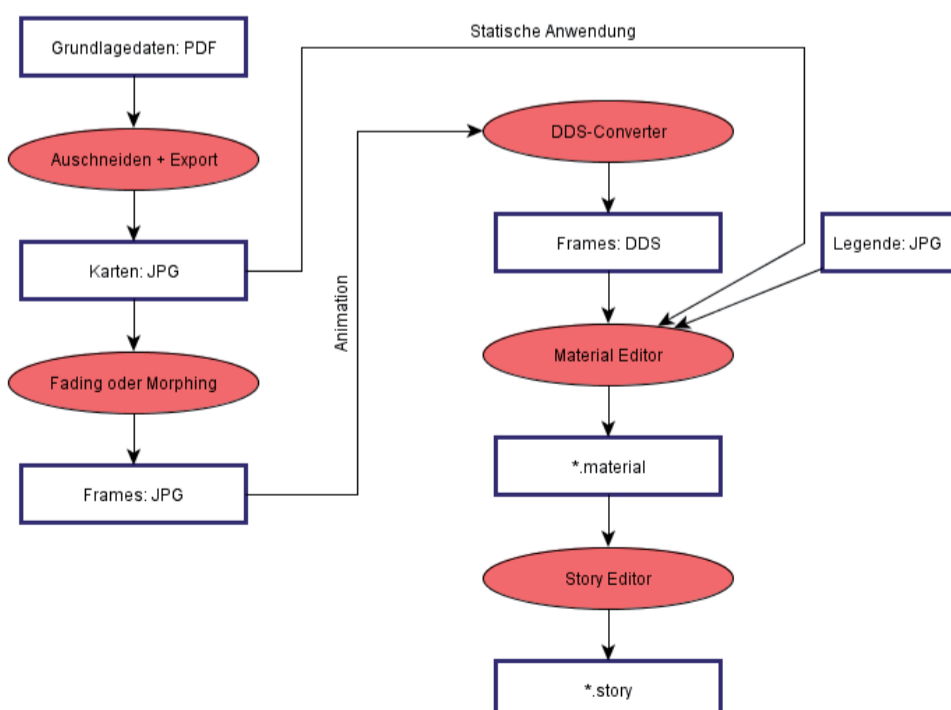 Statische Anwendung
Grundlagedaten: PDF
Auschneiden + Export
Karten: JPG
Fading oder Morphing
Frames: JPG
Animation
DDS-Converter
Frames: DDS
Legende: JPG
Material Editor
*.material
Story Editor
*.story